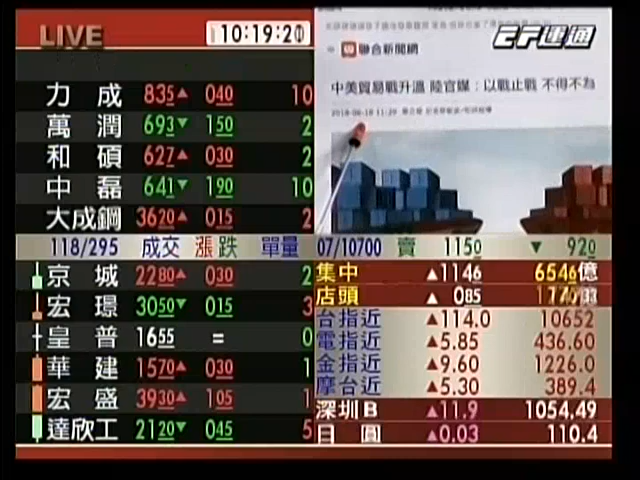 LIVE 10:19:20
EF運通
聯合新聞網
中美貿易戰升溫 陸官媒：以戰止戰 不得不為
力成 835▲ 040 10
萬潤 693▼ 150 2
和碩 627▲ 030 2
中磊 641▼ 190 10
大成鋼 3620▲ 015 2
118/295 成交 漲跌 單量 07/10700 賣 1150 ▼ 920
京城 2280▲ 030 2
宏璟 3050▼ 015 3
皇普 1655 = 0
華建 1570▲ 030 1
宏盛 3930▲ 105 1
達欣工 2120▼ 045 5
集中 ▲1146 6546億
店頭 ▲ 085
台指近 ▲114.0 10652
電指近 ▲5.85 436.60
金指近 ▲9.60 1226.0
摩台近 ▲5.30 389.4
深圳B ▲11.9 1054.49
日圓 ▲0.03 110.4